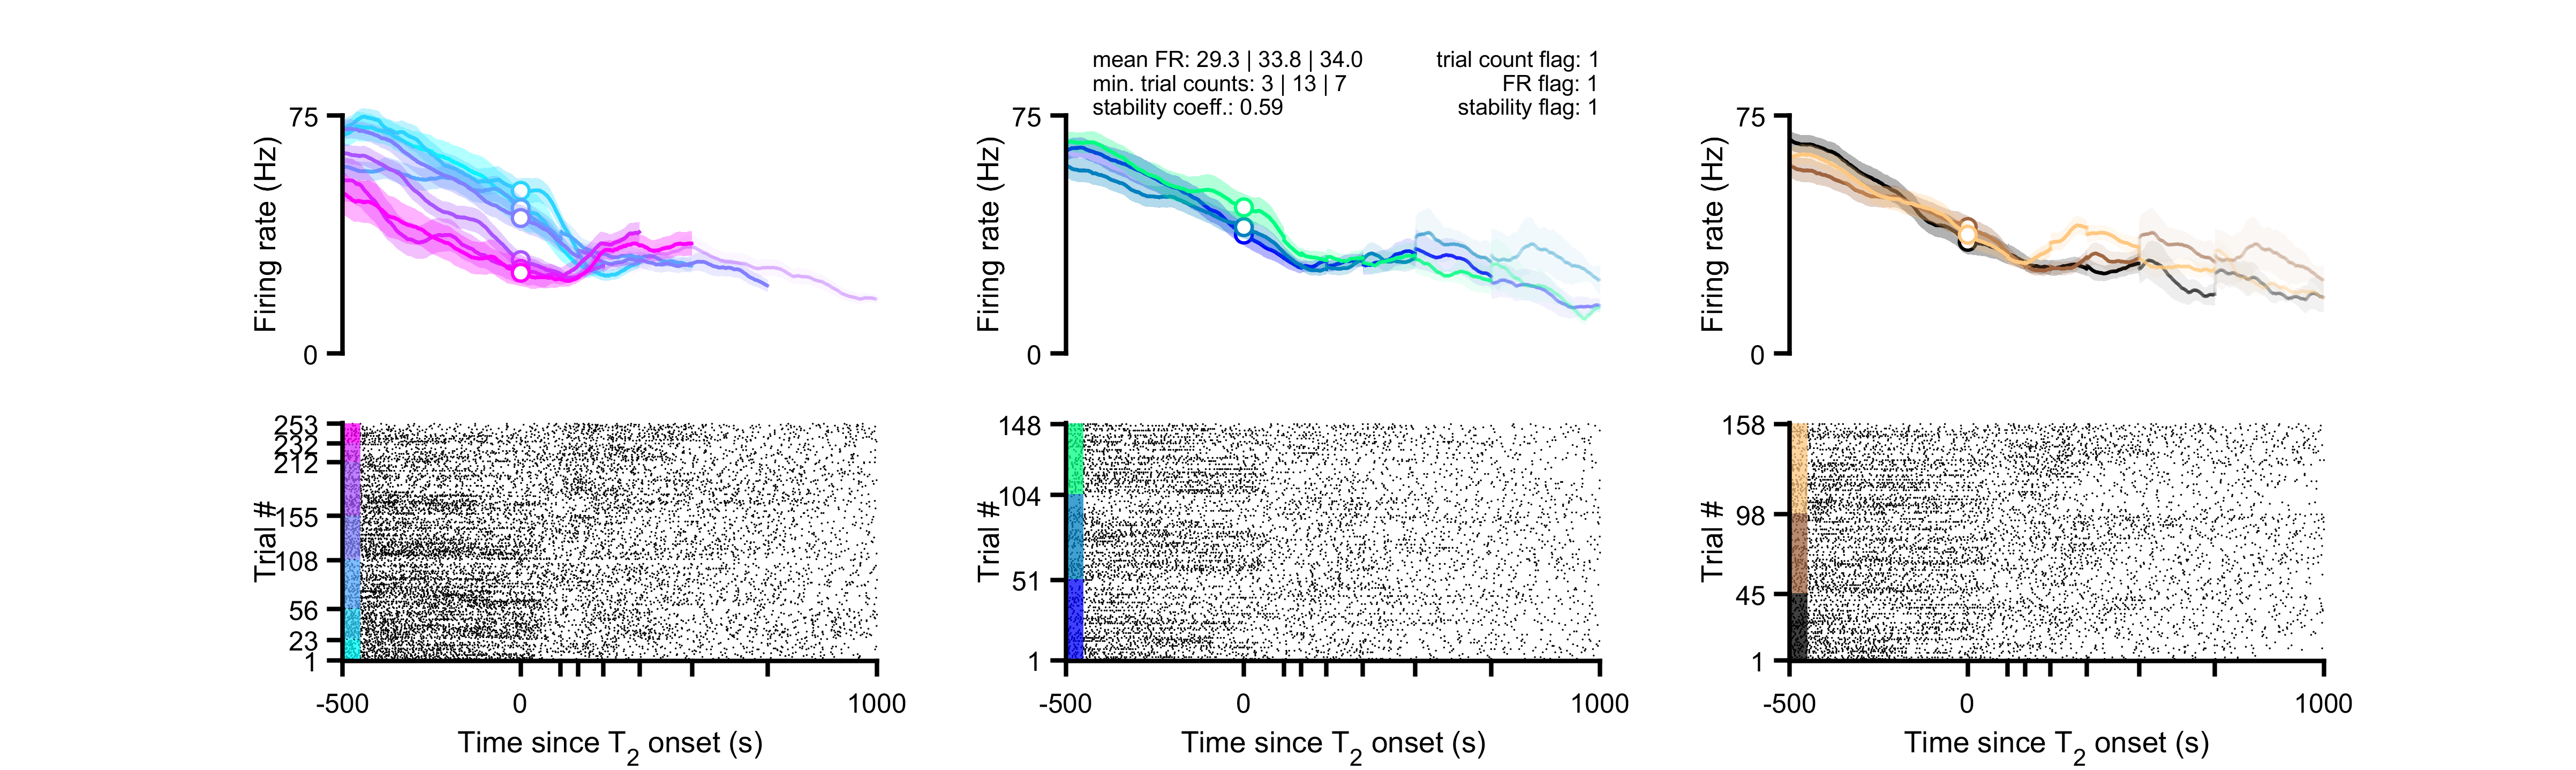 mean FR: 29.3 | 33.8 | 34.0
min. trial counts: 3 | 13 | 7
stability coeff.: 0.59
trial count flag: 1
FR flag: 1
stability flag: 1
75
0
Firing rate (Hz)
75
0
Firing rate (Hz)
75
0
Firing rate (Hz)
253
232
212
155
108
56
23
1
Trial #
-500
0
1000
Time since T2 onset (s)
148
104
51
1
Trial #
-500
0
1000
Time since T2 onset (s)
158
98
45
1
Trial #
-500
0
1000
Time since T2 onset (s)